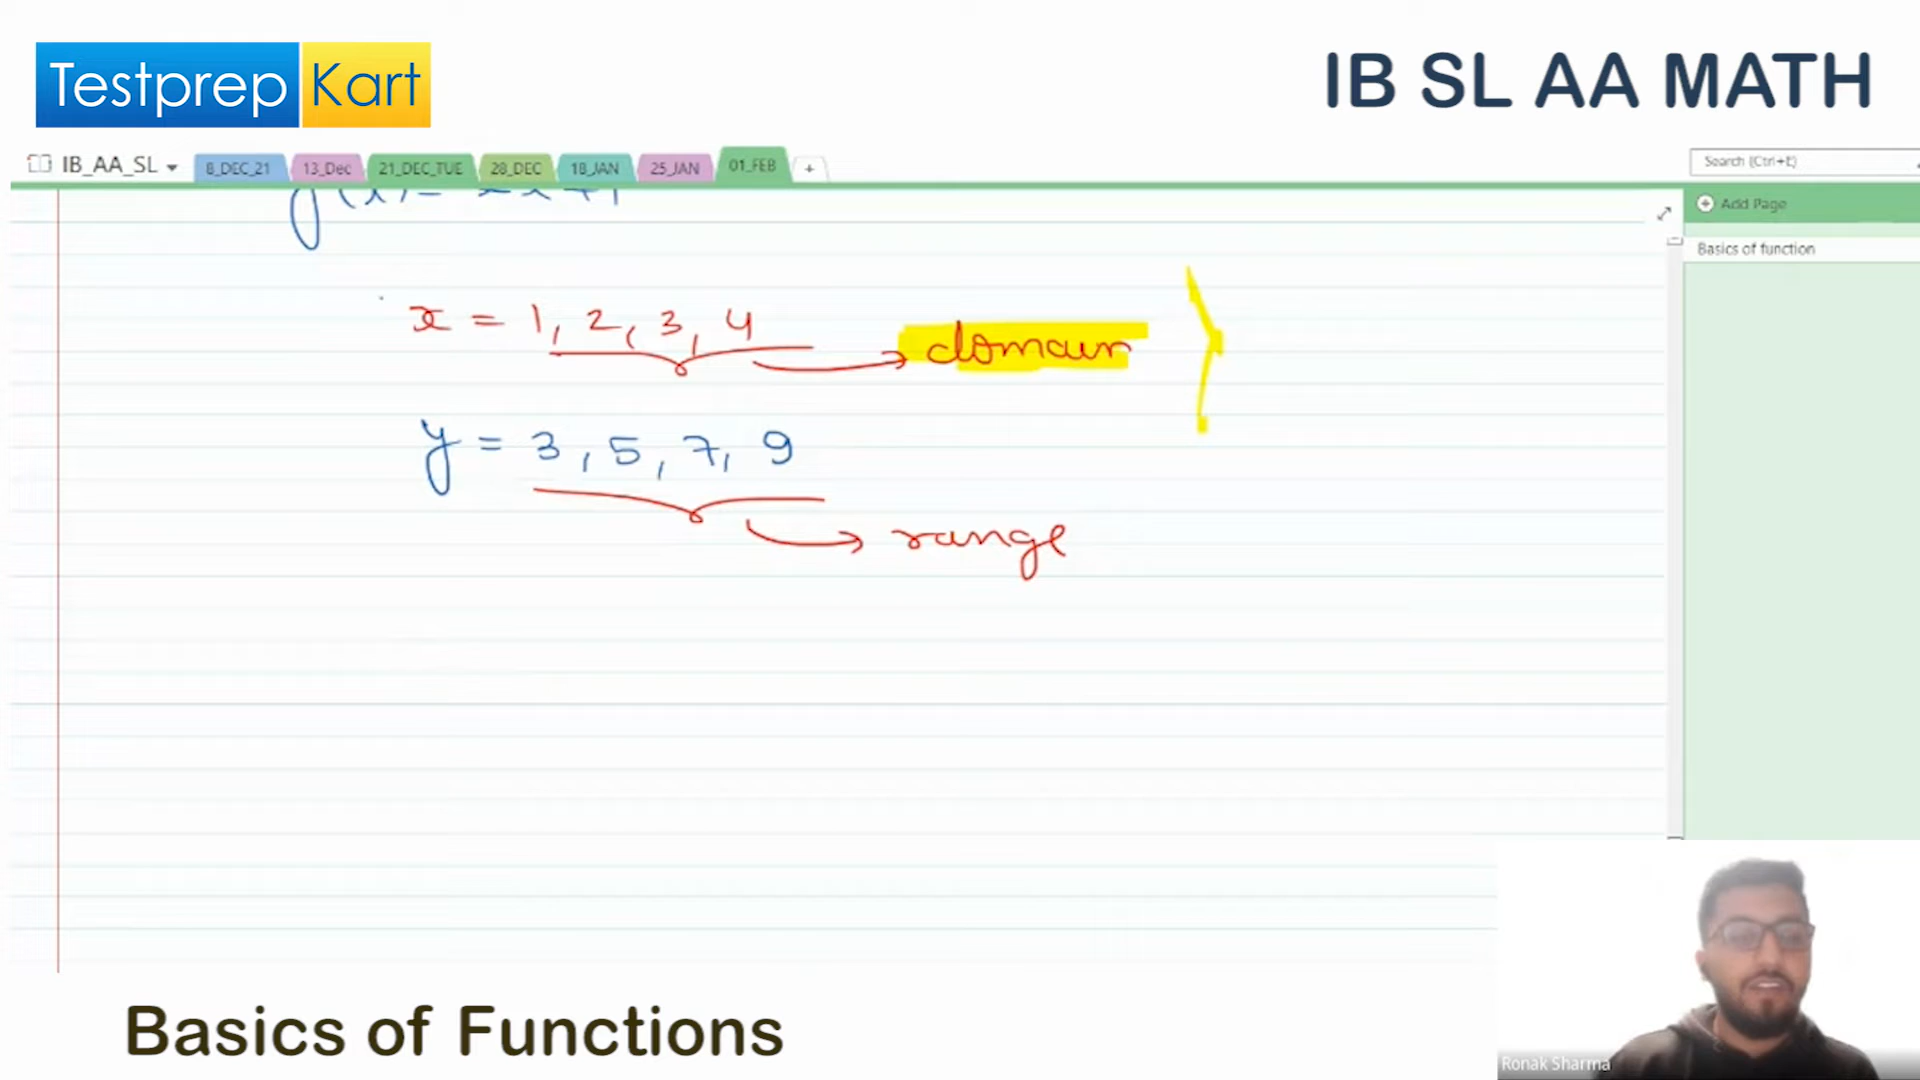 Testprep Kart
IB SL AA MATH
IB_AA_SL
8_DEC_21
13_Dec
21_DEC_TUE
28_DEC
18_JAN
25_JAN
01_FEB
+
Search (Ctrl+E)
Add Page
Basics of function
x = 1, 2, 3, 4
domain
y = 3, 5, 7, 9
range
Basics of Functions
Ronak Sharma